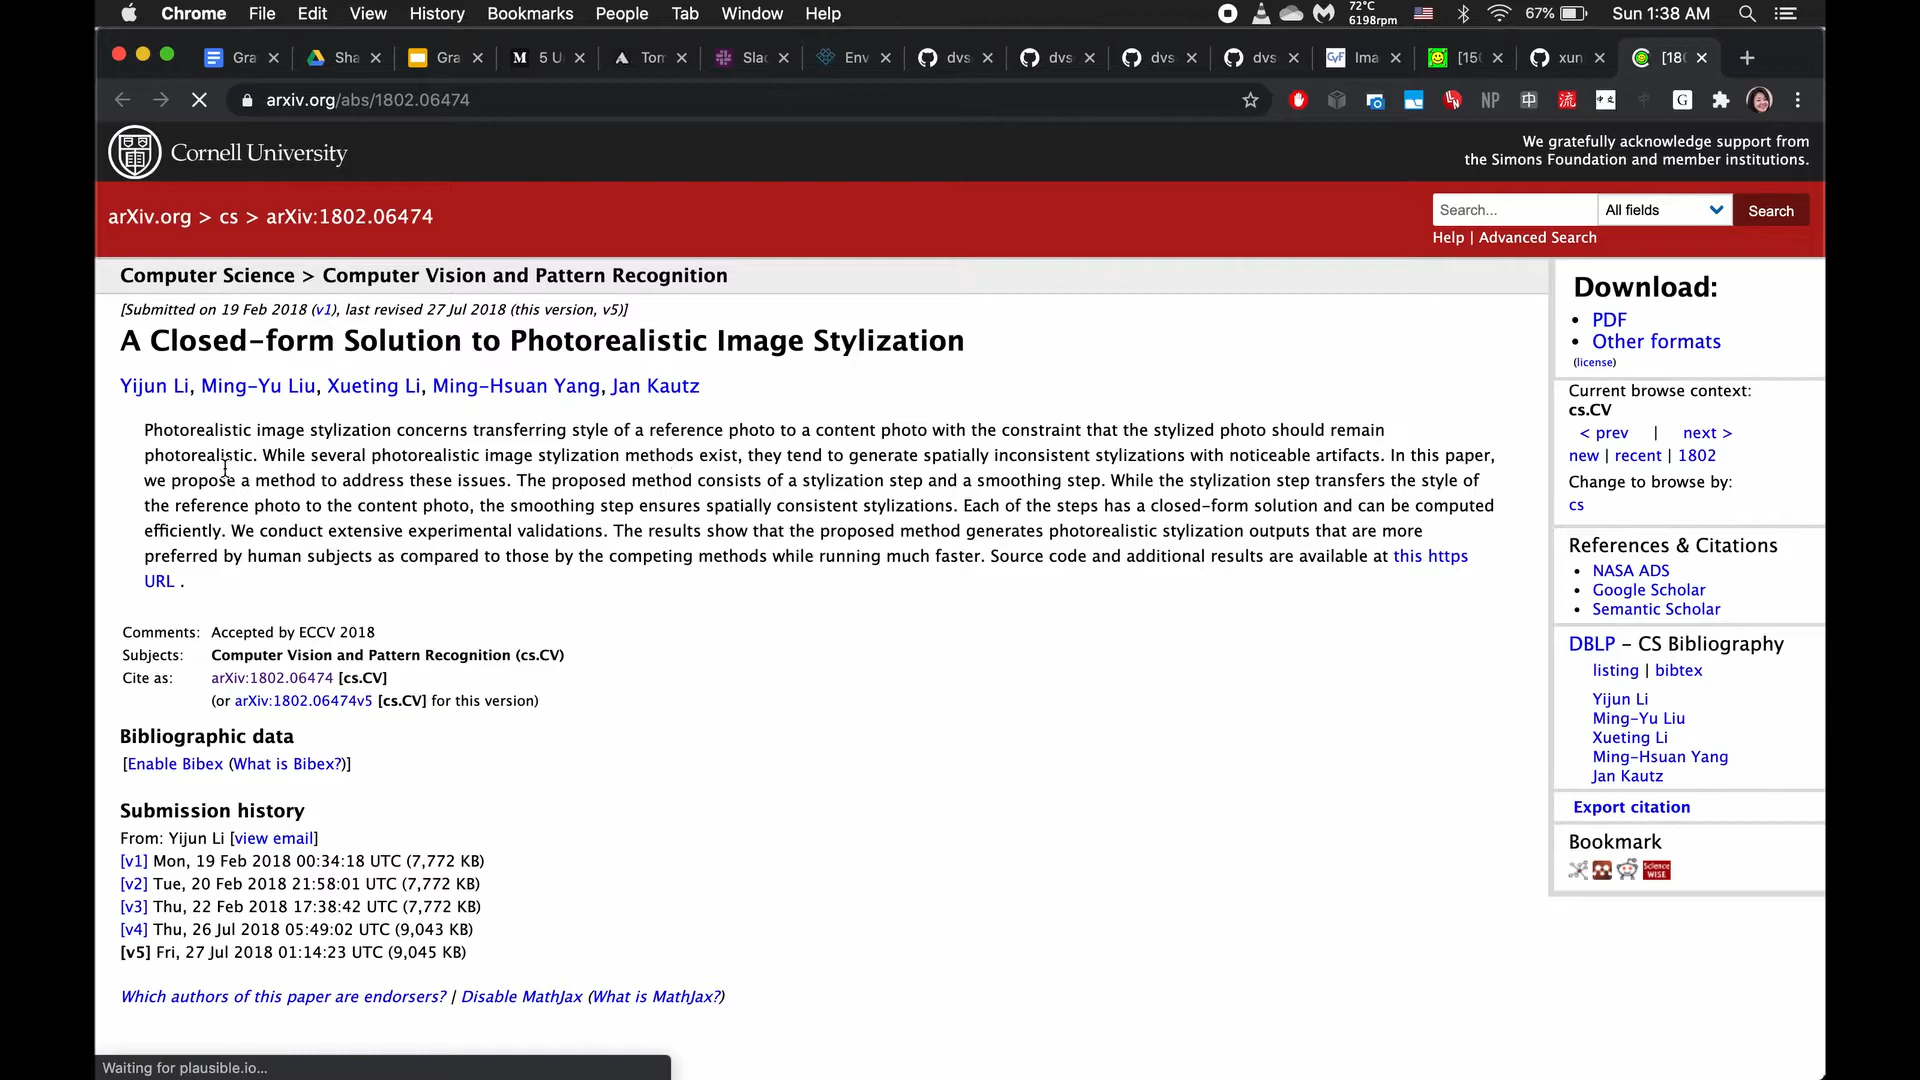 Chrome File Edit View History Bookmarks People Tab Window Help 72°C 6198rpm 67% Sun 1:38 AM
Gra Sha Gra 5 U Tom Slac Env dvs dvs dvs dvs Ima [150 xun [180
arxiv.org/abs/1802.06474
Cornell University
We gratefully acknowledge support from
the Simons Foundation and member institutions.
arXiv.org > cs > arXiv:1802.06474
Search... All fields Search
Help | Advanced Search
Computer Science > Computer Vision and Pattern Recognition
[Submitted on 19 Feb 2018 (v1), last revised 27 Jul 2018 (this version, v5)]
A Closed-form Solution to Photorealistic Image Stylization
Yijun Li, Ming-Yu Liu, Xueting Li, Ming-Hsuan Yang, Jan Kautz
Photorealistic image stylization concerns transferring style of a reference photo to a content photo with the constraint that the stylized photo should remain
photorealistic. While several photorealistic image stylization methods exist, they tend to generate spatially inconsistent stylizations with noticeable artifacts. In this paper,
we propose a method to address these issues. The proposed method consists of a stylization step and a smoothing step. While the stylization step transfers the style of
the reference photo to the content photo, the smoothing step ensures spatially consistent stylizations. Each of the steps has a closed-form solution and can be computed
efficiently. We conduct extensive experimental validations. The results show that the proposed method generates photorealistic stylization outputs that are more
preferred by human subjects as compared to those by the competing methods while running much faster. Source code and additional results are available at this https
URL .
Comments: Accepted by ECCV 2018
Subjects: Computer Vision and Pattern Recognition (cs.CV)
Cite as: arXiv:1802.06474 [cs.CV]
(or arXiv:1802.06474v5 [cs.CV] for this version)
Bibliographic data
[Enable Bibex (What is Bibex?)]
Submission history
From: Yijun Li [view email]
[v1] Mon, 19 Feb 2018 00:34:18 UTC (7,772 KB)
[v2] Tue, 20 Feb 2018 21:58:01 UTC (7,772 KB)
[v3] Thu, 22 Feb 2018 17:38:42 UTC (7,772 KB)
[v4] Thu, 26 Jul 2018 05:49:02 UTC (9,043 KB)
[v5] Fri, 27 Jul 2018 01:14:23 UTC (9,045 KB)
Which authors of this paper are endorsers? | Disable MathJax (What is MathJax?)
Download:
PDF
Other formats
(license)
Current browse context:
cs.CV
< prev | next >
new | recent | 1802
Change to browse by:
cs
References & Citations
NASA ADS
Google Scholar
Semantic Scholar
DBLP - CS Bibliography
listing | bibtex
Yijun Li
Ming-Yu Liu
Xueting Li
Ming-Hsuan Yang
Jan Kautz
Export citation
Bookmark
Science
WISE
Waiting for plausible.io...